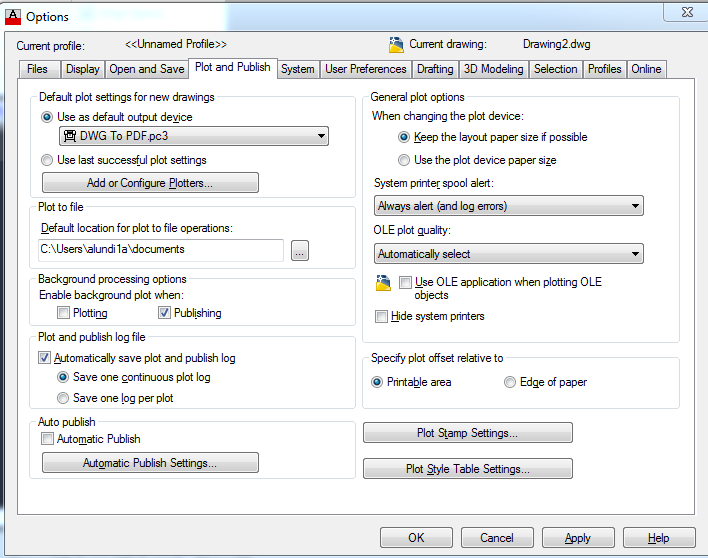 Options
Current profile: <<Unnamed Profile>> Current drawing: Drawing2.dwg
Files Display Open and Save Plot and Publish System User Preferences Drafting 3D Modeling Selection Profiles Online
Default plot settings for new drawings
Use as default output device
DWG To PDF.pc3
Use last successful plot settings
Add or Configure Plotters...
Plot to file
Default location for plot to file operations:
C:\Users\alundi1a\documents
...
Background processing options
Enable background plot when:
Plotting Publishing
Plot and publish log file
Automatically save plot and publish log
Save one continuous plot log
Save one log per plot
Auto publish
Automatic Publish
Automatic Publish Settings...
General plot options
When changing the plot device:
Keep the layout paper size if possible
Use the plot device paper size
System printer spool alert:
Always alert (and log errors)
OLE plot quality:
Automatically select
Use OLE application when plotting OLE
objects
Hide system printers
Specify plot offset relative to
Printable area Edge of paper
Plot Stamp Settings...
Plot Style Table Settings...
OK Cancel Apply Help